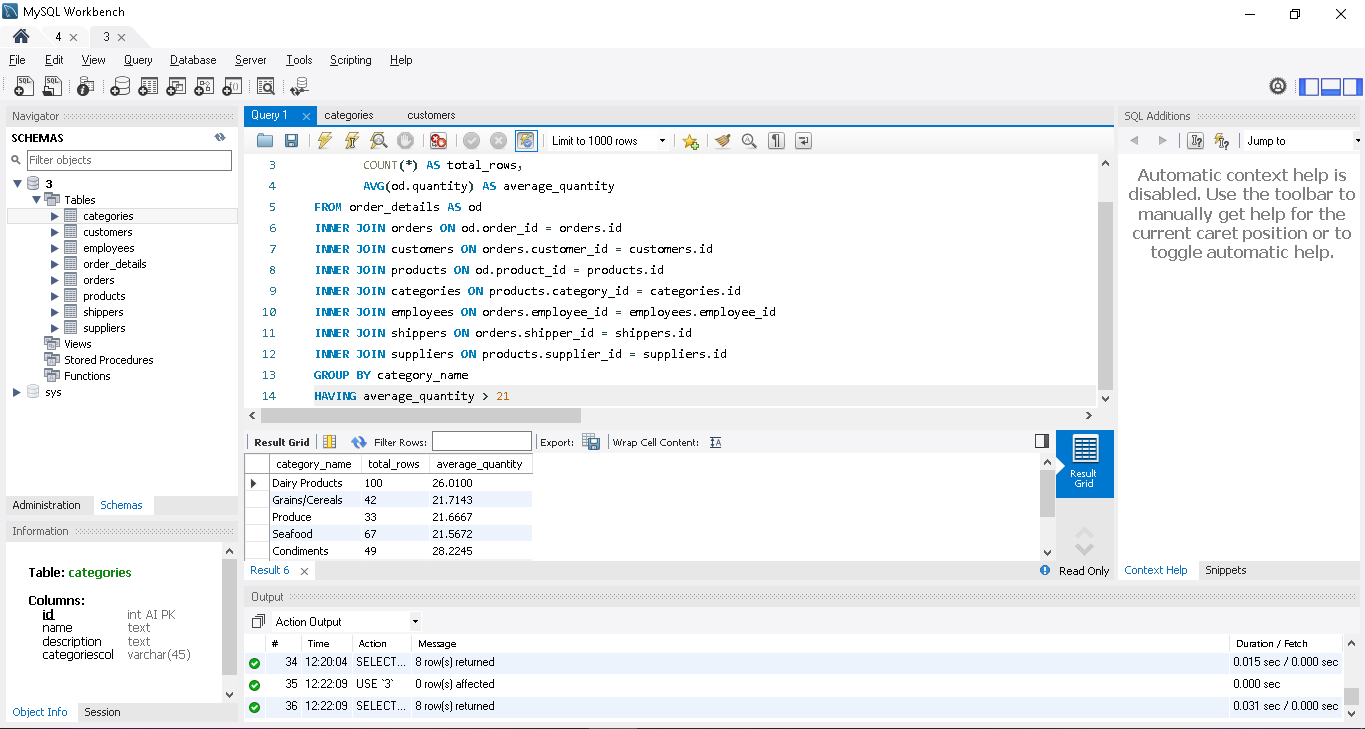 MySQL Workbench
4
3
File Edit View Query Database Server Tools Scripting Help
Navigator
SCHEMAS
Filter objects
3
Tables
categories
customers
employees
order_details
orders
products
shippers
suppliers
Views
Stored Procedures
Functions
sys
Administration Schemas
Information
Table: categories
Columns:
id int AI PK
name text
description text
categoriescol varchar(45)
Object Info Session
Query 1 categories customers
Limit to 1000 rows
3 COUNT(*) AS total_rows,
4 AVG(od.quantity) AS average_quantity
5 FROM order_details AS od
6 INNER JOIN orders ON od.order_id = orders.id
7 INNER JOIN customers ON orders.customer_id = customers.id
8 INNER JOIN products ON od.product_id = products.id
9 INNER JOIN categories ON products.category_id = categories.id
10 INNER JOIN employees ON orders.employee_id = employees.employee_id
11 INNER JOIN shippers ON orders.shipper_id = shippers.id
12 INNER JOIN suppliers ON products.supplier_id = suppliers.id
13 GROUP BY category_name
14 HAVING average_quantity > 21
Result Grid Filter Rows: Export: Wrap Cell Content:
category_name total_rows average_quantity
Dairy Products 100 26.0100
Grains/Cereals 42 21.7143
Produce 33 21.6667
Seafood 67 21.5672
Condiments 49 28.2245
Result
Grid
Result 6
Read Only
Output
Action Output
# Time Action Message Duration / Fetch
34 12:20:04 SELECT... 8 row(s) returned 0.015 sec / 0.000 sec
35 12:22:09 USE `3` 0 row(s) affected 0.000 sec
36 12:22:09 SELECT... 8 row(s) returned 0.031 sec / 0.000 sec
SQL Additions
Jump to
Automatic context help is
disabled. Use the toolbar to
manually get help for the
current caret position or to
toggle automatic help.
Context Help Snippets